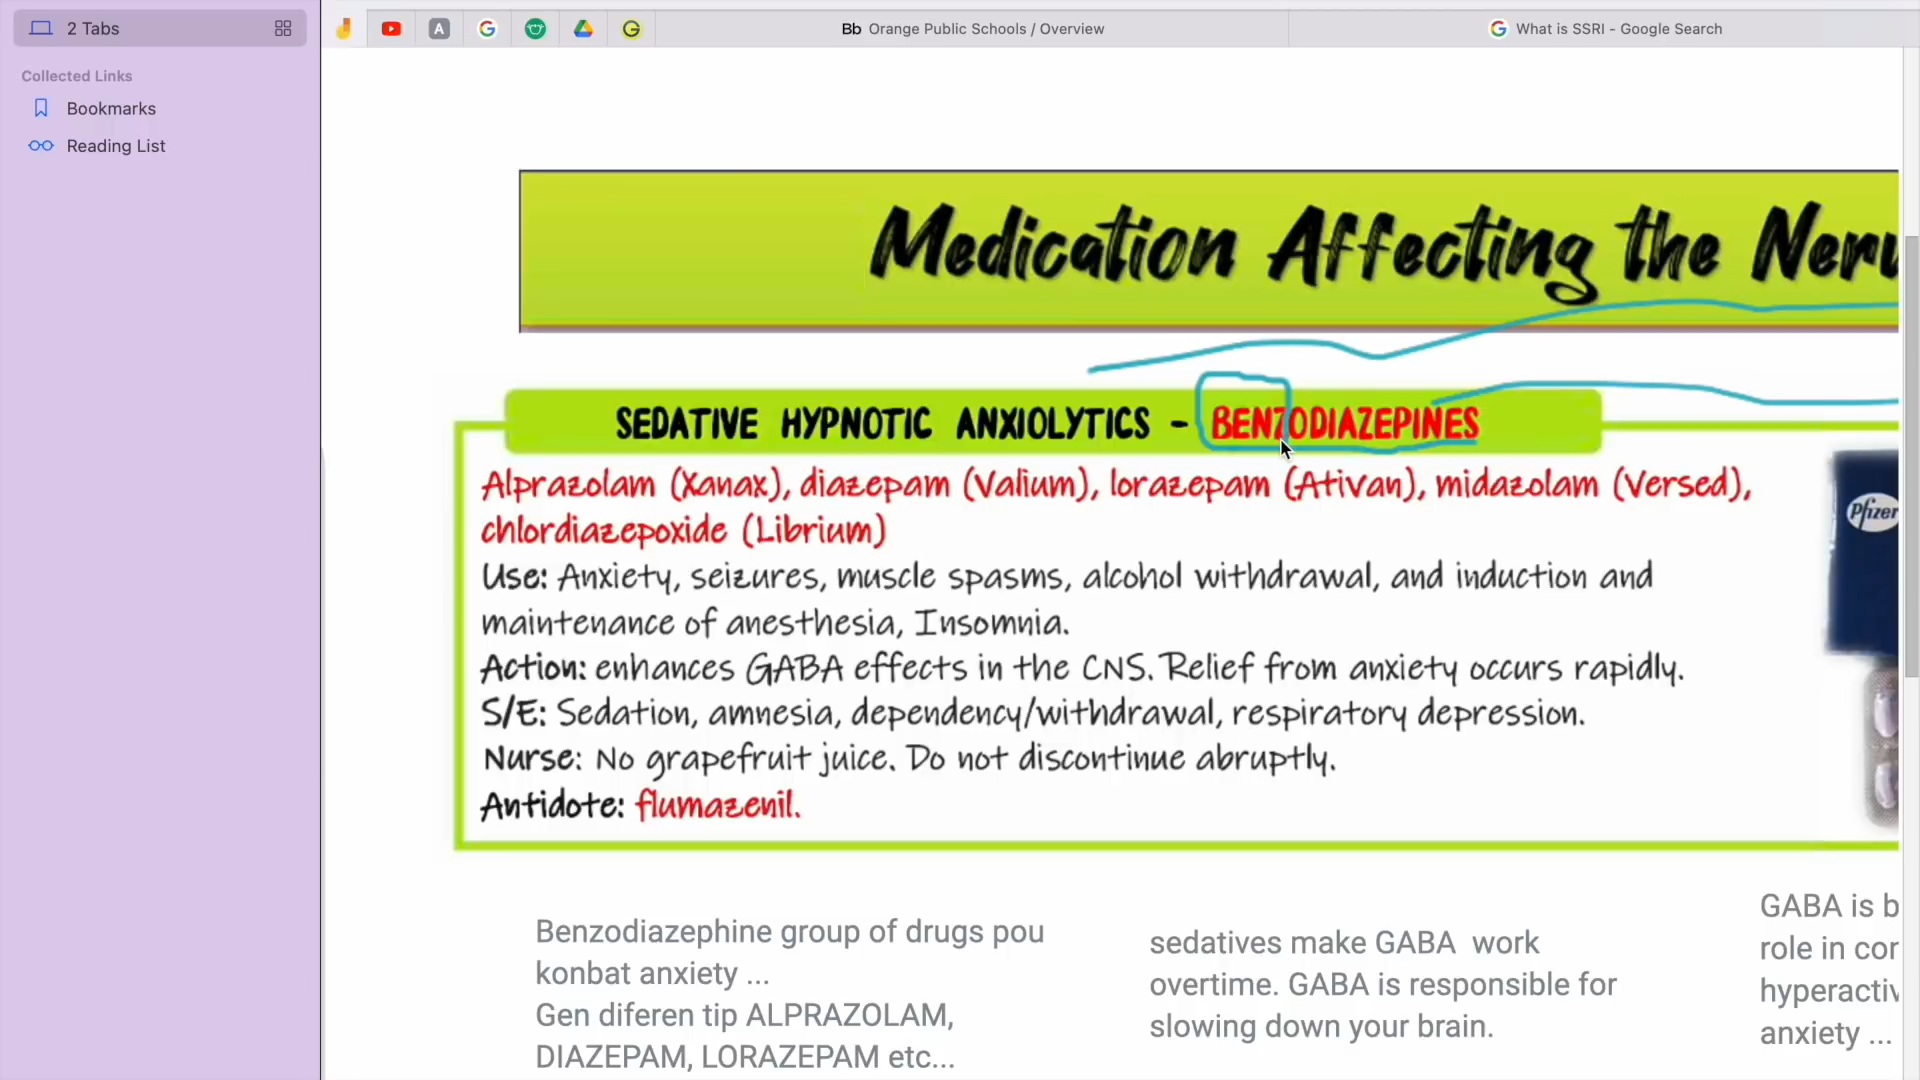 2 Tabs
Collected Links
Bookmarks
Reading List
A
G
Bb Orange Public Schools / Overview
What is SSRI - Google Search
Medication Affecting the Nerv
SEDATIVE HYPNOTIC ANXIOLYTICS - BENZODIAZEPINES
Alprazolam (Xanax), diazepam (Valium), lorazepam (Ativan), midazolam (Versed),
chlordiazepoxide (Librium)
Use: Anxiety, seizures, muscle spasms, alcohol withdrawal, and induction and
maintenance of anesthesia, Insomnia.
Action: enhances GABA effects in the CNS. Relief from anxiety occurs rapidly.
S/E: Sedation, amnesia, dependency/withdrawal, respiratory depression.
Nurse: No grapefruit juice. Do not discontinue abruptly.
Antidote: flumazenil.
Pfizer
Benzodiazephine group of drugs pou
konbat anxiety ...
Gen diferen tip ALPRAZOLAM,
DIAZEPAM, LORAZEPAM etc...
sedatives make GABA work
overtime. GABA is responsible for
slowing down your brain.
GABA is b
role in cor
hyperactiv
anxiety ...